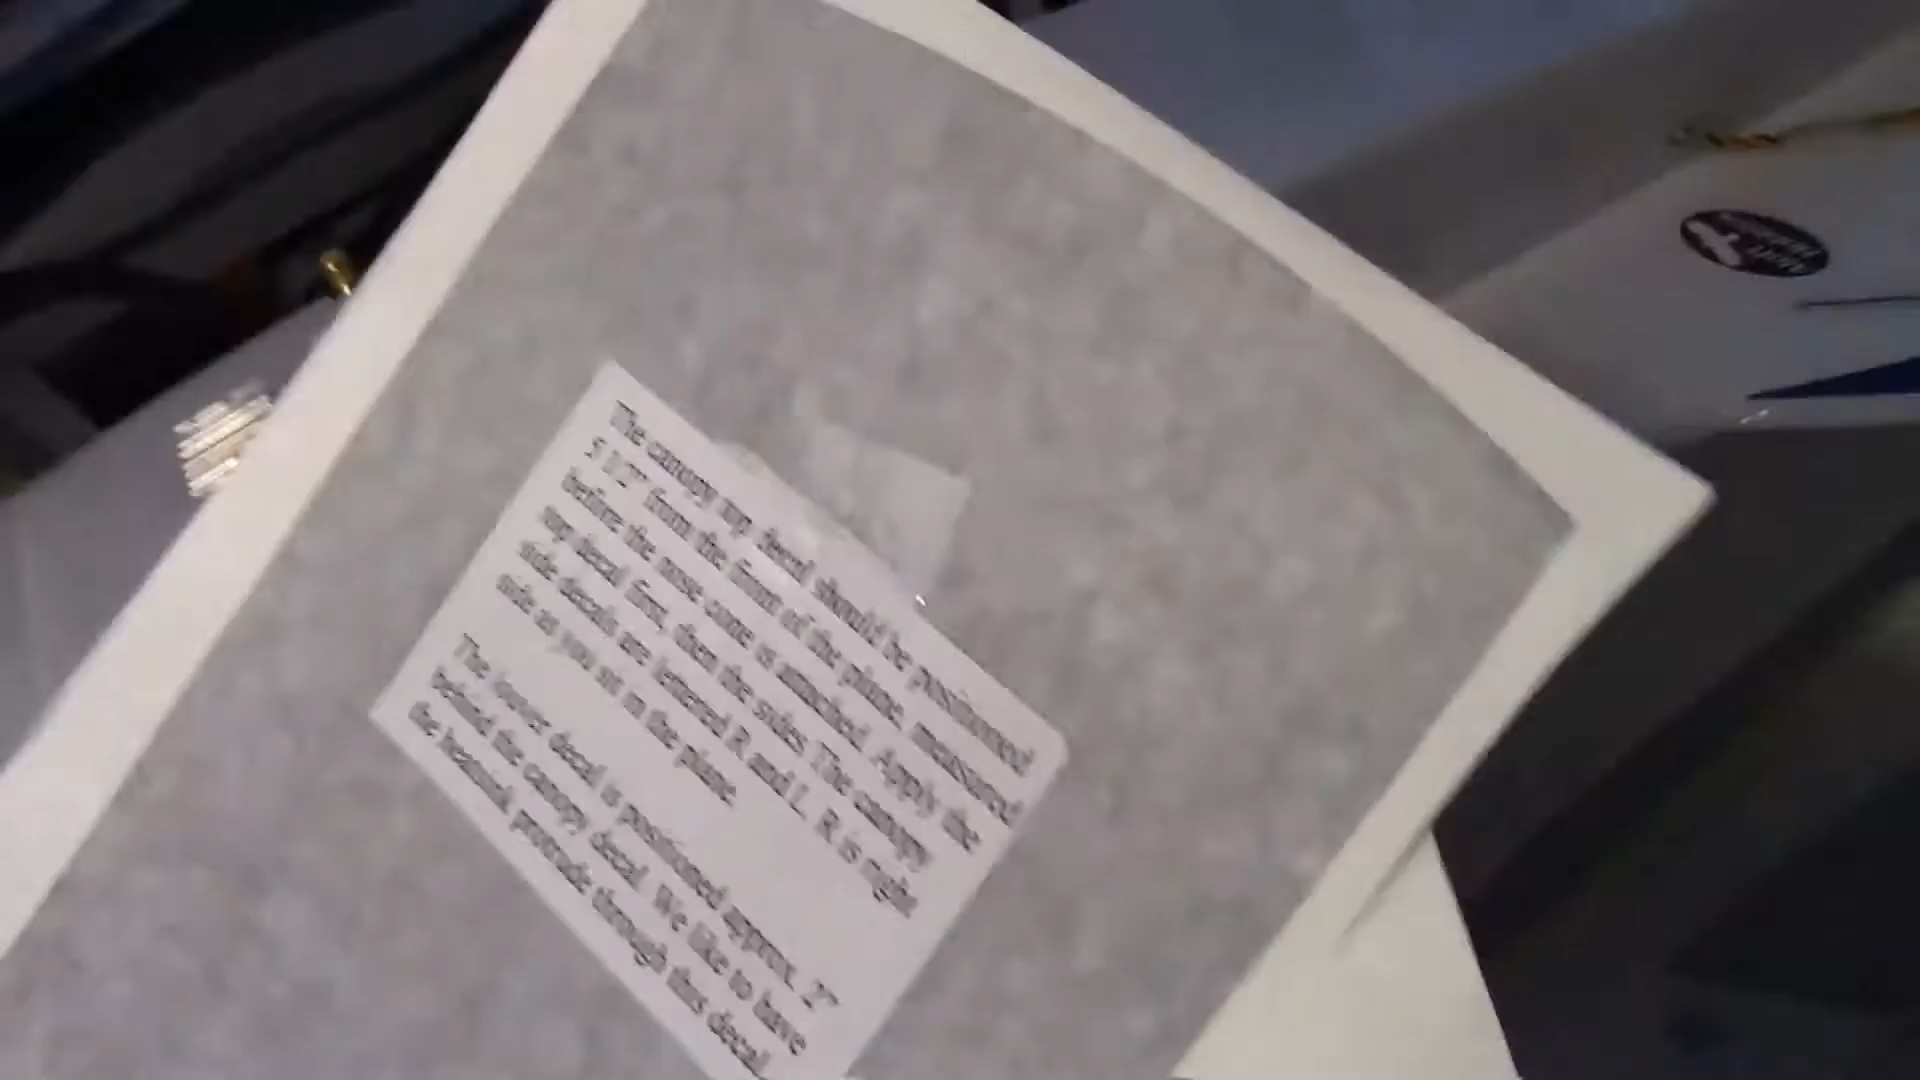 The canopy top decal should be positioned
5 1/2" from the front of the plane, measured
before the nose cone is attached. Apply the
top decal first, then the sides. The canopy
side decals are lettered R and L. R is right
side as you sit in the plane.
The lower decal is positioned approx. 2"
behind the canopy decal. We like to have
the heatsink protrude through this decal